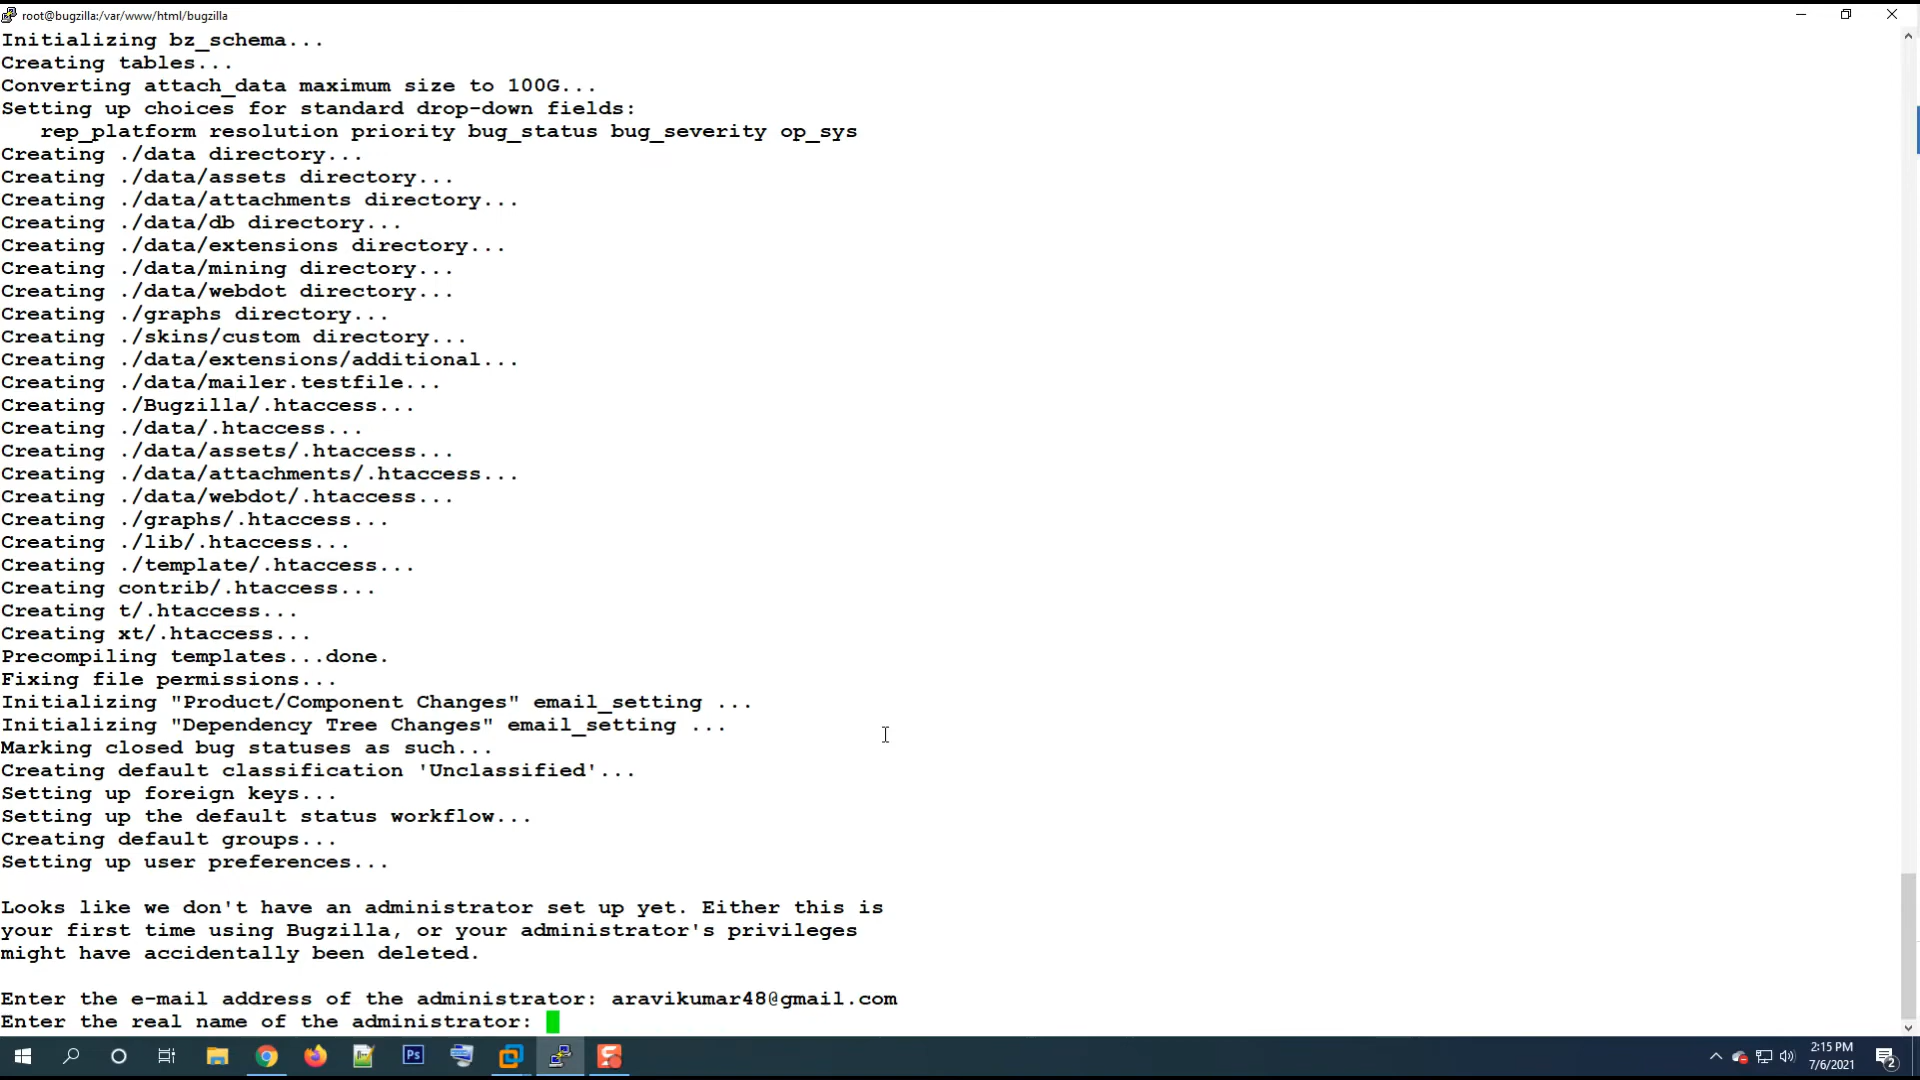 root@bugzilla:/var/www/html/bugzilla
Initializing bz_schema...
Creating tables...
Converting attach_data maximum size to 100G...
Setting up choices for standard drop-down fields:
   rep_platform resolution priority bug_status bug_severity op_sys
Creating ./data directory...
Creating ./data/assets directory...
Creating ./data/attachments directory...
Creating ./data/db directory...
Creating ./data/extensions directory...
Creating ./data/mining directory...
Creating ./data/webdot directory...
Creating ./graphs directory...
Creating ./skins/custom directory...
Creating ./data/extensions/additional...
Creating ./data/mailer.testfile...
Creating ./Bugzilla/.htaccess...
Creating ./data/.htaccess...
Creating ./data/assets/.htaccess...
Creating ./data/attachments/.htaccess...
Creating ./data/webdot/.htaccess...
Creating ./graphs/.htaccess...
Creating ./lib/.htaccess...
Creating ./template/.htaccess...
Creating contrib/.htaccess...
Creating t/.htaccess...
Creating xt/.htaccess...
Precompiling templates...done.
Fixing file permissions...
Initializing "Product/Component Changes" email_setting ...
Initializing "Dependency Tree Changes" email_setting ...
Marking closed bug statuses as such...
Creating default classification 'Unclassified'...
Setting up foreign keys...
Setting up the default status workflow...
Creating default groups...
Setting up user preferences...
Looks like we don't have an administrator set up yet. Either this is
your first time using Bugzilla, or your administrator's privileges
might have accidentally been deleted.
Enter the e-mail address of the administrator: aravikumar48@gmail.com
Enter the real name of the administrator:
Ps
2:15 PM
7/6/2021
2